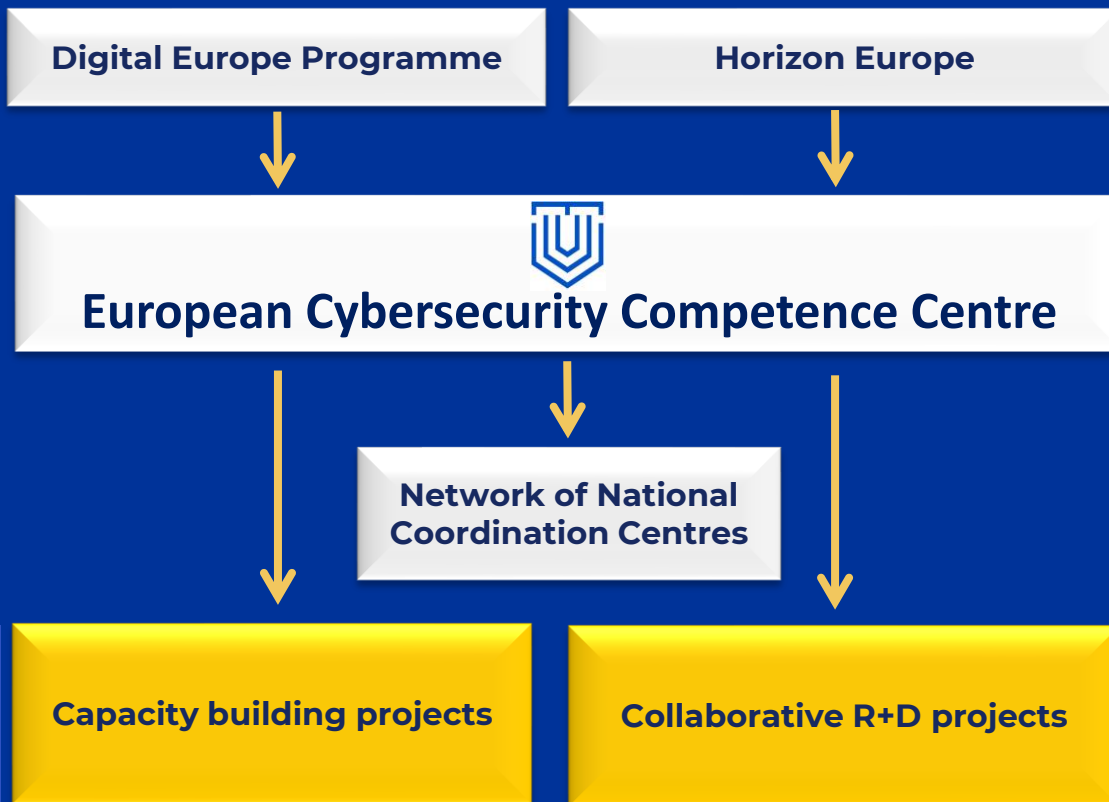 Digital Europe Programme
Horizon Europe
European Cybersecurity Competence Centre
Network of National
Coordination Centres
Capacity building projects
Collaborative R+D projects